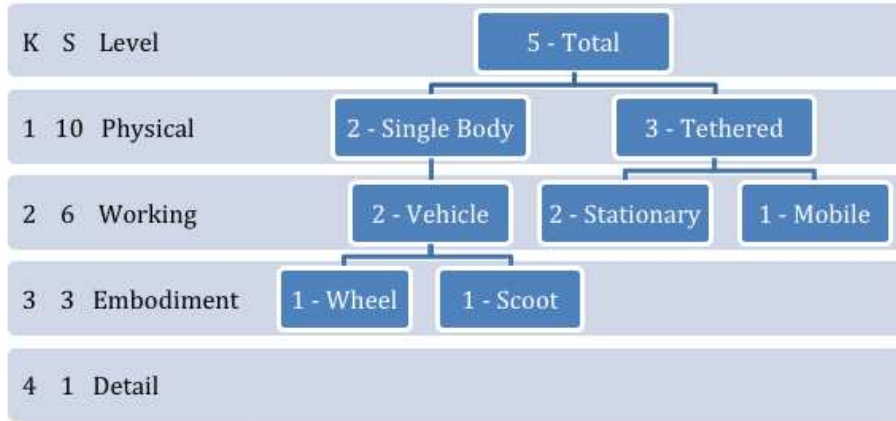 K S Level 5 - Total
1 10 Physical 2 - Single Body 3 - Tethered
2 6 Working 2 - Vehicle 2 - Stationary 1 - Mobile
3 3 Embodiment 1 - Wheel 1 - Scoot
4 1 Detail